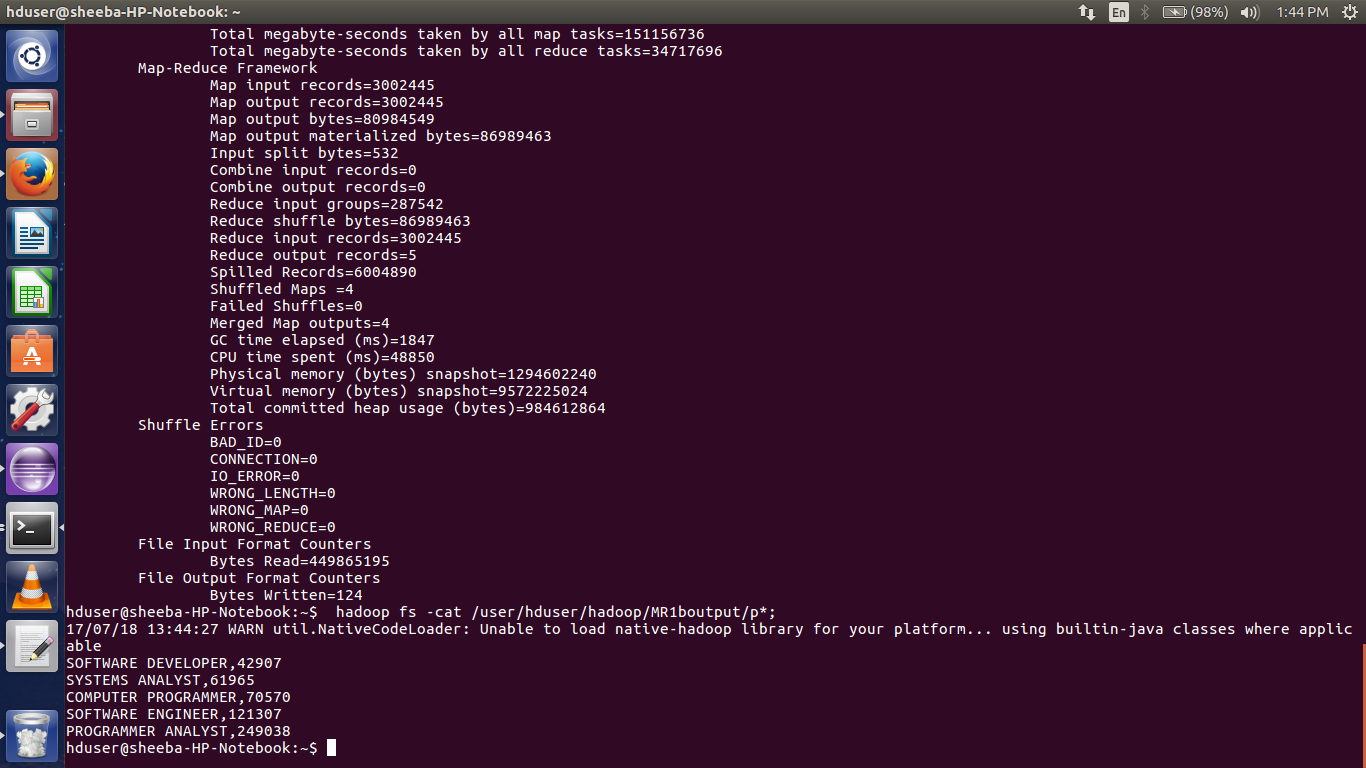 hduser@sheeba-HP-Notebook: ~
En (98%) 1:44 PM
Total megabyte-seconds taken by all map tasks=151156736
Total megabyte-seconds taken by all reduce tasks=34717696
Map-Reduce Framework
Map input records=3002445
Map output records=3002445
Map output bytes=80984549
Map output materialized bytes=86989463
Input split bytes=532
Combine input records=0
Combine output records=0
Reduce input groups=287542
Reduce shuffle bytes=86989463
Reduce input records=3002445
Reduce output records=5
Spilled Records=6004890
Shuffled Maps =4
Failed Shuffles=0
Merged Map outputs=4
GC time elapsed (ms)=1847
CPU time spent (ms)=48850
Physical memory (bytes) snapshot=1294602240
Virtual memory (bytes) snapshot=9572225024
Total committed heap usage (bytes)=984612864
Shuffle Errors
BAD_ID=0
CONNECTION=0
IO_ERROR=0
WRONG_LENGTH=0
WRONG_MAP=0
WRONG_REDUCE=0
File Input Format Counters
Bytes Read=449865195
File Output Format Counters
Bytes Written=124
hduser@sheeba-HP-Notebook:~$  hadoop fs -cat /user/hduser/hadoop/MR1boutput/p*;
17/07/18 13:44:27 WARN util.NativeCodeLoader: Unable to load native-hadoop library for your platform... using builtin-java classes where applic
able
SOFTWARE DEVELOPER,42907
SYSTEMS ANALYST,61965
COMPUTER PROGRAMMER,70570
SOFTWARE ENGINEER,121307
PROGRAMMER ANALYST,249038
hduser@sheeba-HP-Notebook:~$